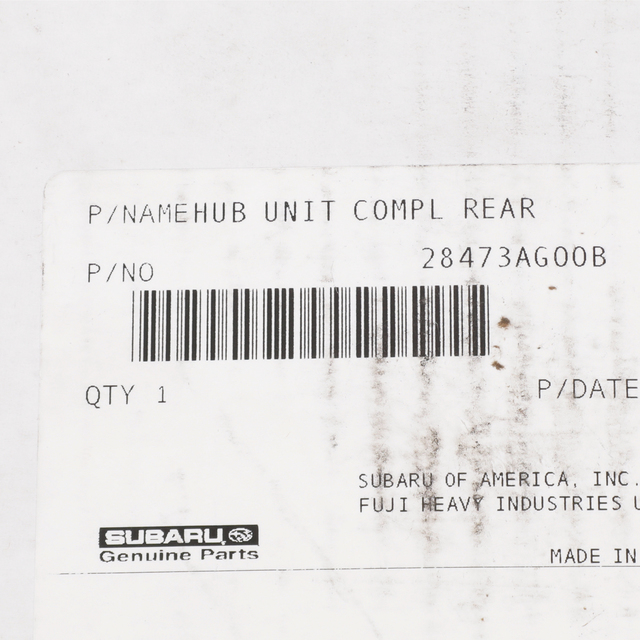 P/NAMEHUB UNIT COMPL REAR
P/NO 28473AG00B
QTY 1 P/DATE
SUBARU OF AMERICA, INC.
FUJI HEAVY INDUSTRIES U
SUBARU
Genuine Parts
MADE IN